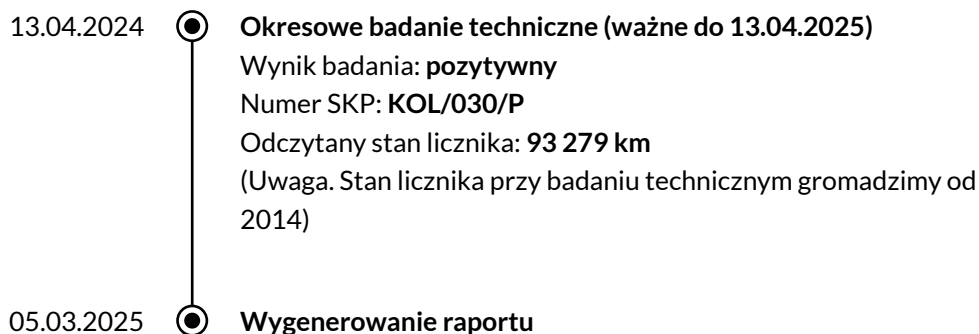 13.04.2024 Okresowe badanie techniczne (ważne do 13.04.2025)
Wynik badania: pozytywny
Numer SKP: KOL/030/P
Odczytany stan licznika: 93 279 km
(Uwaga. Stan licznika przy badaniu technicznym gromadzimy od
2014)
05.03.2025 Wygenerowanie raportu